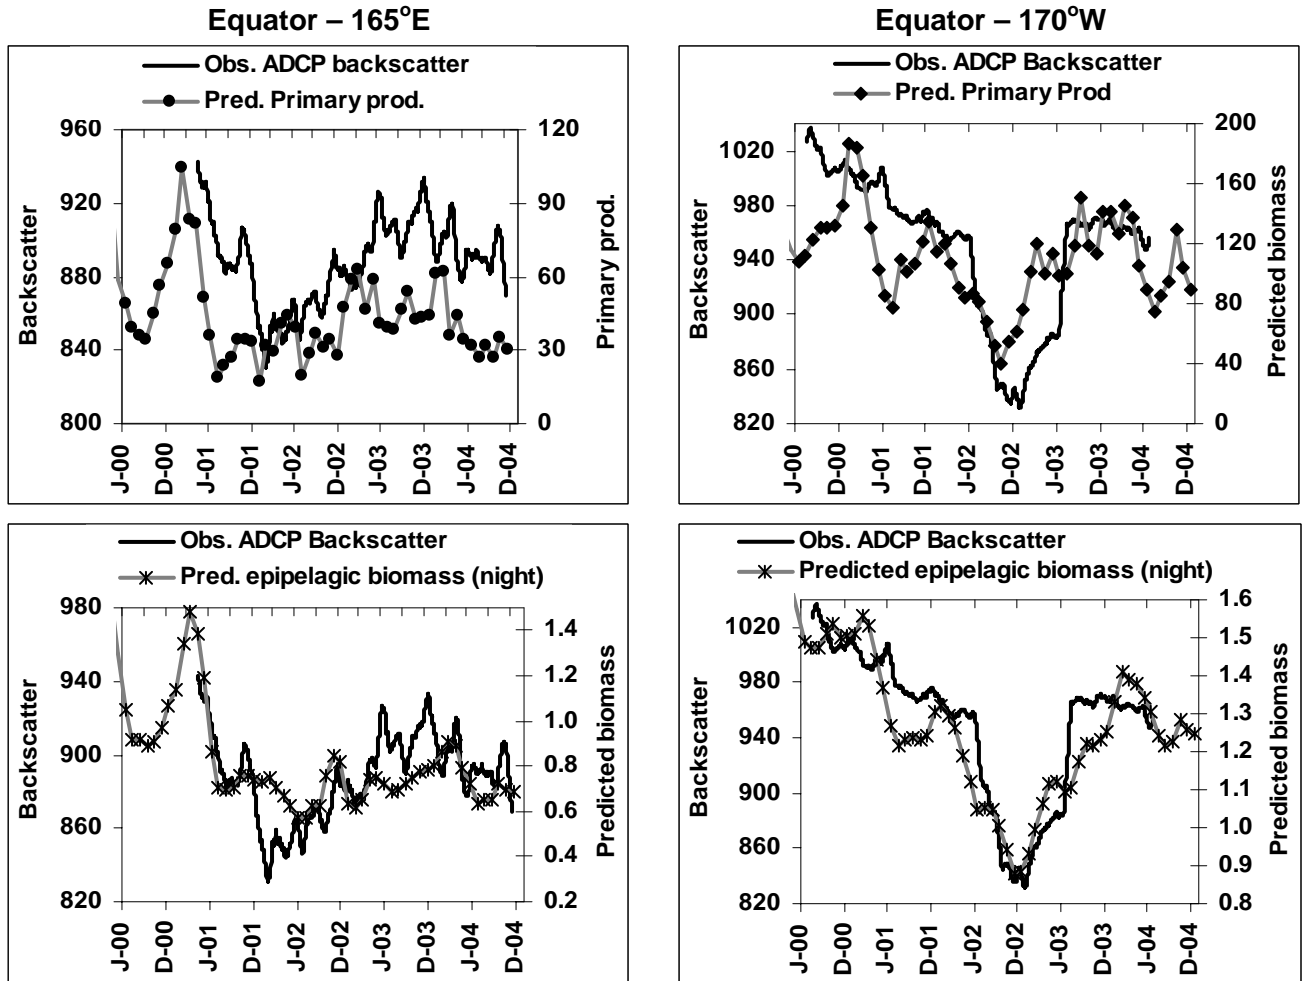 Equator – 165°E
Obs. ADCP backscatter
Pred. Primary prod.
960
920
880
840
800
Backscatter
120
90
60
30
0
Primary prod.
J-00
D-00
J-01
D-01
J-02
D-02
J-03
D-03
J-04
D-04
Equator – 170°W
Obs. ADCP Backscatter
Pred. Primary Prod
1020
980
940
900
860
820
Backscatter
200
160
120
80
40
0
Predicted biomass
J-00
D-00
J-01
D-01
J-02
D-02
J-03
D-03
J-04
D-04
Obs. ADCP Backscatter
Pred. epipelagic biomass (night)
980
940
900
860
820
Backscatter
1.4
1.2
1.0
0.8
0.6
0.4
0.2
Predicted biomass
J-00
D-00
J-01
D-01
J-02
D-02
J-03
D-03
J-04
D-04
Obs. ADCP Backscatter
Predicted epipelagic biomass (night)
1020
980
940
900
860
820
Backscatter
1.6
1.5
1.4
1.3
1.2
1.1
1.0
0.9
0.8
Predicted biomass
J-00
D-00
J-01
D-01
J-02
D-02
J-03
D-03
J-04
D-04